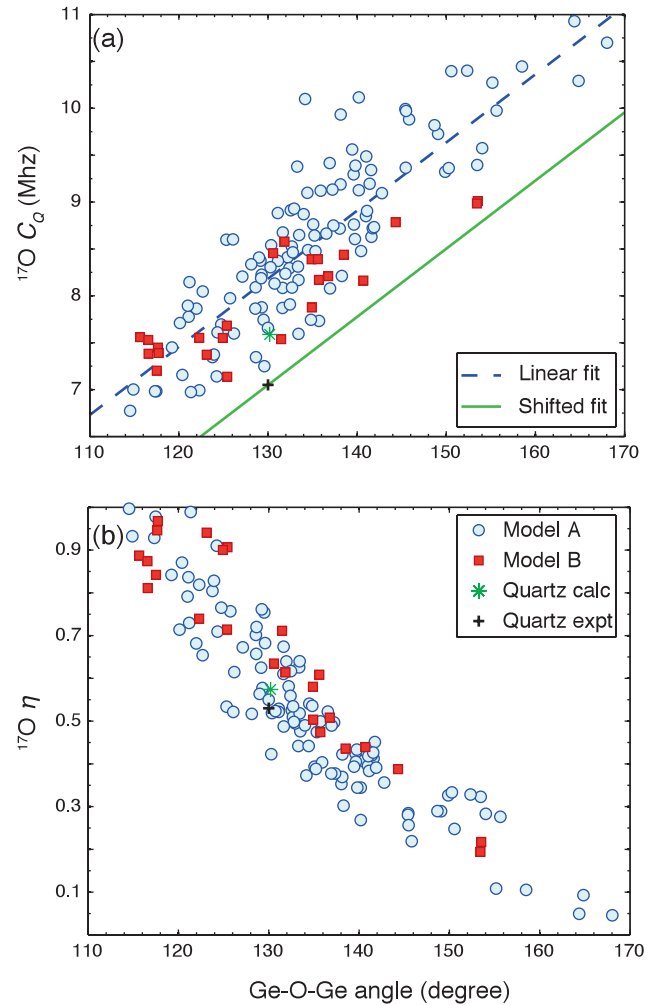 (a)
11
10
9
8
7
¹⁷O C_Q (Mhz)
Linear fit
Shifted fit
110 120 130 140 150 160 170
(b)
0.9
0.7
0.5
0.3
0.1
¹⁷O η
Model A
Model B
Quartz calc
Quartz expt
110 120 130 140 150 160 170
Ge-O-Ge angle (degree)